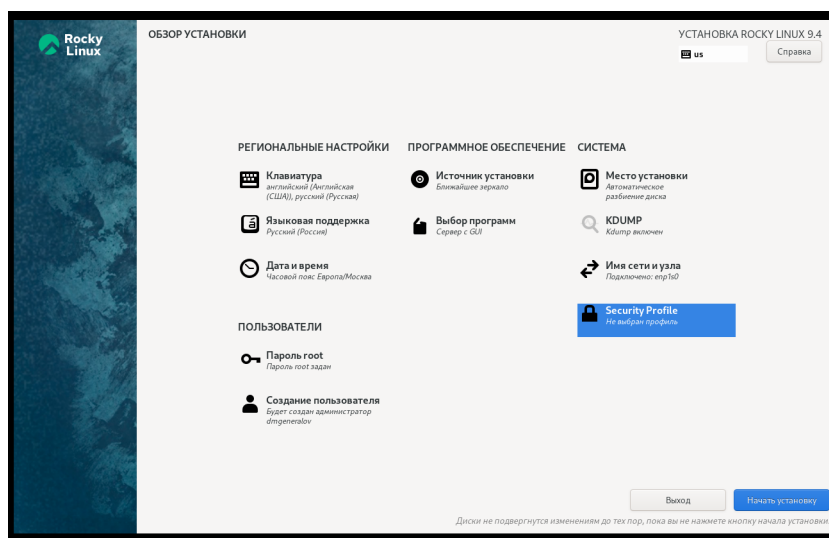 Rocky
Linux
ОБЗОР УСТАНОВКИ
УСТАНОВКА ROCKY LINUX 9.4
us
Справка
РЕГИОНАЛЬНЫЕ НАСТРОЙКИ
Клавиатура
английский (Английская
(США)), русский (Русская)
Языковая поддержка
Русский (Россия)
Дата и время
Часовой пояс Европа/Москва
ПРОГРАММНОЕ ОБЕСПЕЧЕНИЕ
Источник установки
Ближайшее зеркало
Выбор программ
Сервер с GUI
СИСТЕМА
Место установки
Автоматическое
разбиение диска
KDUMP
Kdump включен
Имя сети и узла
Подключено: enp1s0
Security Profile
Не выбран профиль
ПОЛЬЗОВАТЕЛИ
Пароль root
Пароль root задан
Создание пользователя
Будет создан администратор
dmgeneralov
Выход
Начать установку
Диски не подвергнутся изменениям до тех пор, пока вы не нажмете кнопку начала установки.